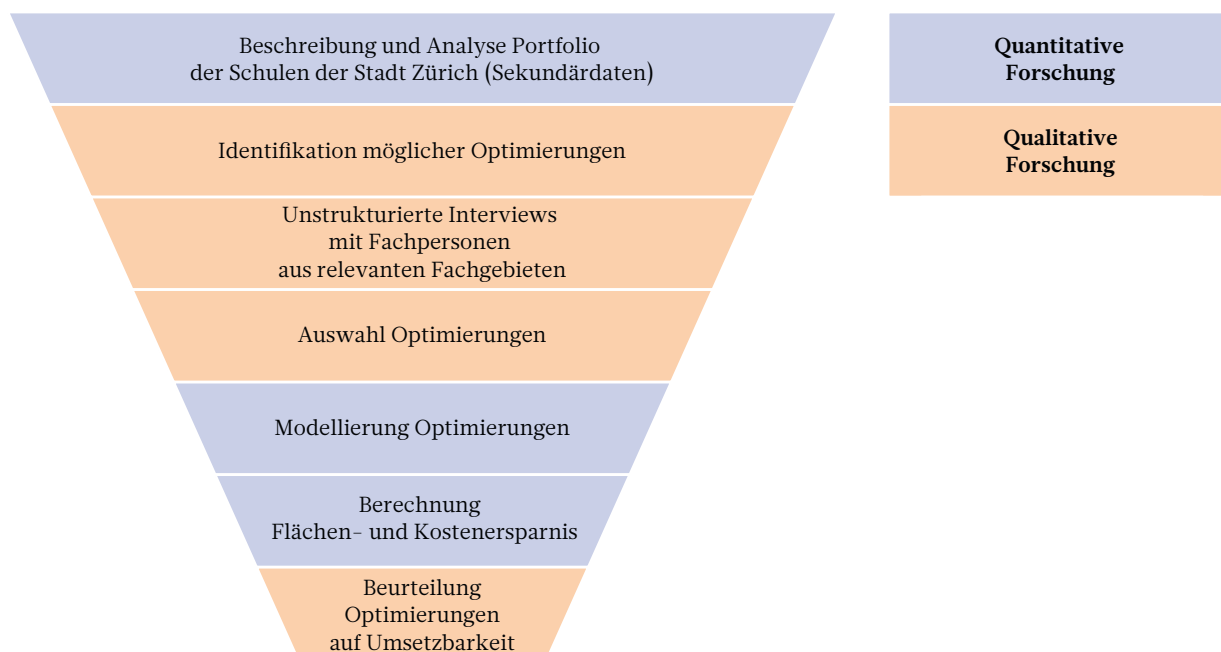 Beschreibung und Analyse Portfolio
der Schulen der Stadt Zürich (Sekundärdaten)
Identifikation möglicher Optimierungen
Unstrukturierte Interviews
mit Fachpersonen
aus relevanten Fachgebieten
Auswahl Optimierungen
Modellierung Optimierungen
Berechnung
Flächen- und Kostenersparnis
Beurteilung
Optimierungen
auf Umsetzbarkeit
Quantitative
Forschung
Qualitative
Forschung